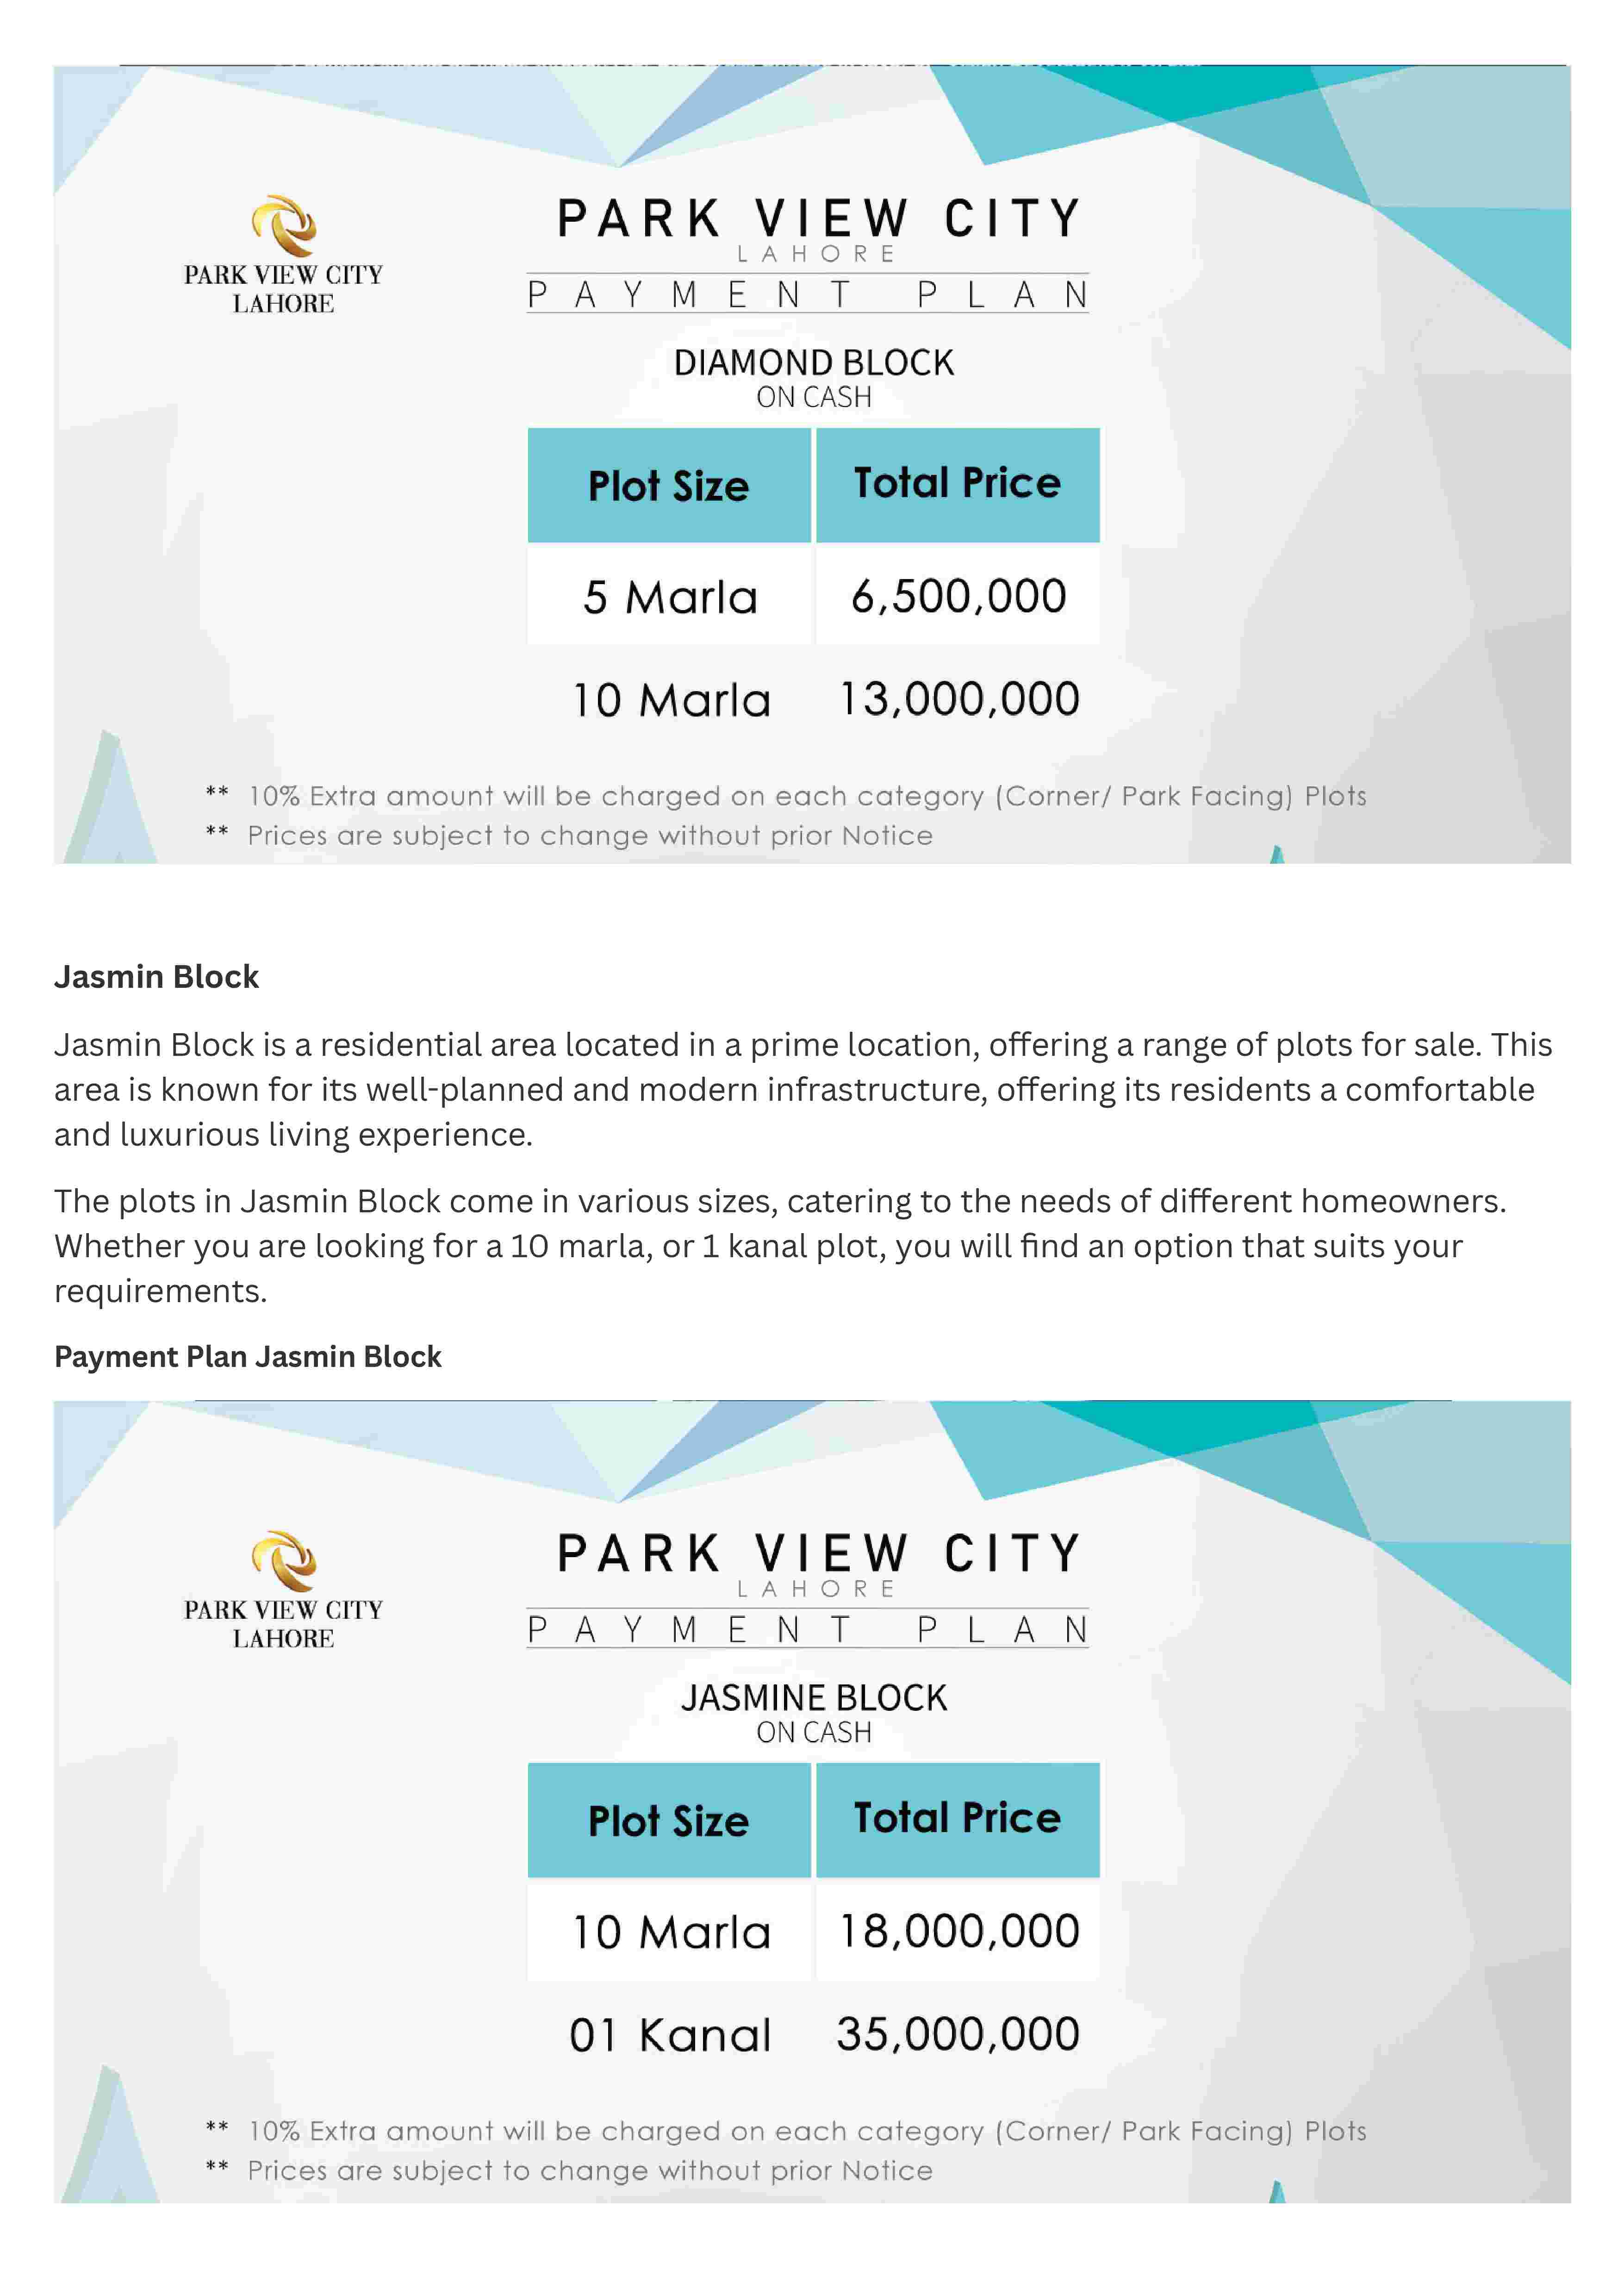 PARK VIEW CITY
LAHORE
PARK VIEW CITY
LAHORE
PAYMENT PLAN
DIAMOND BLOCK
ON CASH
Plot Size Total Price
5 Marla 6,500,000
10 Marla 13,000,000
** 10% Extra amount will be charged on each category (Corner/ Park Facing) Plots
** Prices are subject to change without prior Notice
Jasmin Block
Jasmin Block is a residential area located in a prime location, offering a range of plots for sale. This
area is known for its well-planned and modern infrastructure, offering its residents a comfortable
and luxurious living experience.
The plots in Jasmin Block come in various sizes, catering to the needs of different homeowners.
Whether you are looking for a 10 marla, or 1 kanal plot, you will find an option that suits your
requirements.
Payment Plan Jasmin Block
PARK VIEW CITY
LAHORE
PARK VIEW CITY
LAHORE
PAYMENT PLAN
JASMINE BLOCK
ON CASH
Plot Size Total Price
10 Marla 18,000,000
01 Kanal 35,000,000
** 10% Extra amount will be charged on each category (Corner/ Park Facing) Plots
** Prices are subject to change without prior Notice